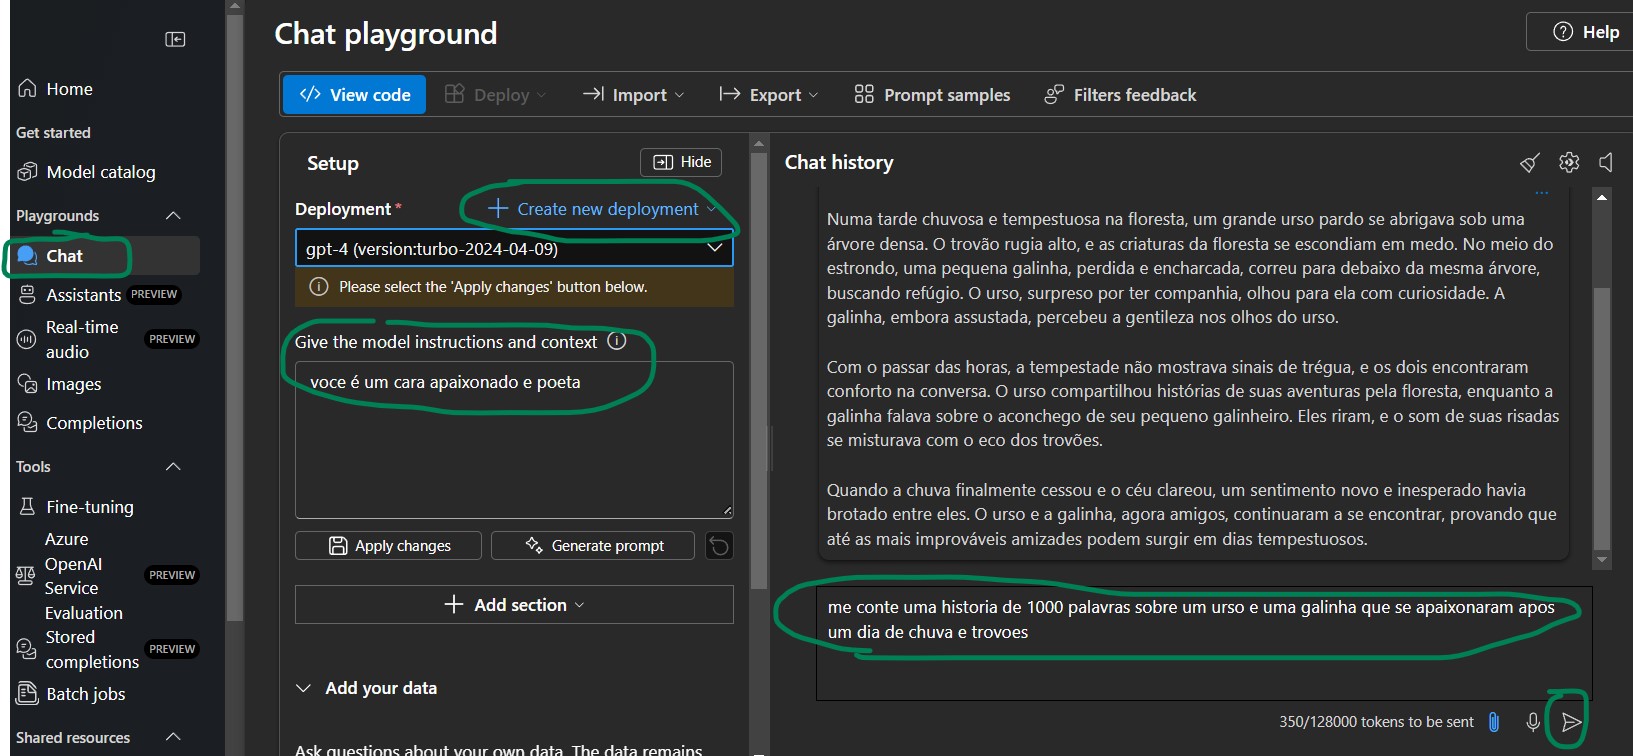 Home
Get started
Model catalog
Playgrounds
Chat
Assistants PREVIEW
Real-time
audio
PREVIEW
Images
Completions
Tools
Fine-tuning
Azure
OpenAI
Service
Evaluation
PREVIEW
Stored
completions
PREVIEW
Batch jobs
Shared resources
Chat playground
Help
View code
Deploy
Import
Export
Prompt samples
Filters feedback
Setup
Hide
Deployment *
Create new deployment
gpt-4 (version:turbo-2024-04-09)
Please select the 'Apply changes' button below.
Give the model instructions and context
voce é um cara apaixonado e poeta
Apply changes
Generate prompt
Add section
Add your data
Ask questions about your own data. The data remains
Chat history
Numa tarde chuvosa e tempestuosa na floresta, um grande urso pardo se abrigava sob uma
árvore densa. O trovão rugia alto, e as criaturas da floresta se escondiam em medo. No meio do
estrondo, uma pequena galinha, perdida e encharcada, correu para debaixo da mesma árvore,
buscando refúgio. O urso, surpreso por ter companhia, olhou para ela com curiosidade. A
galinha, embora assustada, percebeu a gentileza nos olhos do urso.
Com o passar das horas, a tempestade não mostrava sinais de trégua, e os dois encontraram
conforto na conversa. O urso compartilhou histórias de suas aventuras pela floresta, enquanto a
galinha falava sobre o aconchego de seu pequeno galinheiro. Eles riram, e o som de suas risadas
se misturava com o eco dos trovões.
Quando a chuva finalmente cessou e o céu clareou, um sentimento novo e inesperado havia
brotado entre eles. O urso e a galinha, agora amigos, continuaram a se encontrar, provando que
até as mais improváveis amizades podem surgir em dias tempestuosos.
me conte uma historia de 1000 palavras sobre um urso e uma galinha que se apaixonaram apos
um dia de chuva e trovoes
350/128000 tokens to be sent